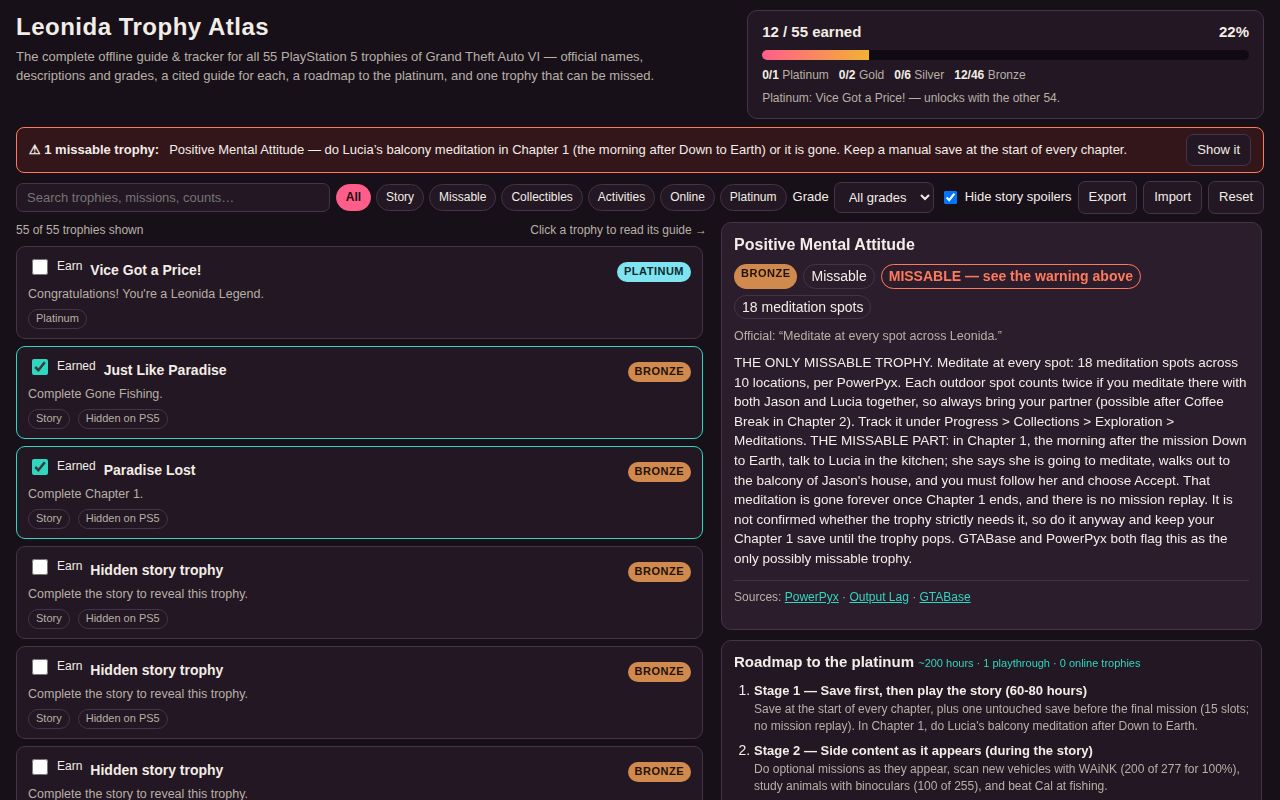 Leonida Trophy Atlas
The complete offline guide & tracker for all 55 PlayStation 5 trophies of Grand Theft Auto VI — official names,
descriptions and grades, a cited guide for each, a roadmap to the platinum, and one trophy that can be missed.
12 / 55 earned 22%
0/1 Platinum 0/2 Gold 0/6 Silver 12/46 Bronze
Platinum: Vice Got a Price! — unlocks with the other 54.
⚠ 1 missable trophy: Positive Mental Attitude — do Lucia's balcony meditation in Chapter 1 (the morning after Down to Earth) or it is gone. Keep a manual save at the start of every chapter. Show it
Search trophies, missions, counts… All Story Missable Collectibles Activities Online Platinum Grade All grades Hide story spoilers Export Import Reset
55 of 55 trophies shown Click a trophy to read its guide →
Earn Vice Got a Price! PLATINUM
Congratulations! You're a Leonida Legend.
Platinum
Earned Just Like Paradise BRONZE
Complete Gone Fishing.
Story Hidden on PS5
Earned Paradise Lost BRONZE
Complete Chapter 1.
Story Hidden on PS5
Earn Hidden story trophy BRONZE
Complete the story to reveal this trophy.
Story Hidden on PS5
Earn Hidden story trophy BRONZE
Complete the story to reveal this trophy.
Story Hidden on PS5
Earn Hidden story trophy BRONZE
Complete the story to reveal this trophy.
Positive Mental Attitude
BRONZE Missable MISSABLE — see the warning above
18 meditation spots
Official: “Meditate at every spot across Leonida.”
THE ONLY MISSABLE TROPHY. Meditate at every spot: 18 meditation spots across
10 locations, per PowerPyx. Each outdoor spot counts twice if you meditate there with
both Jason and Lucia together, so always bring your partner (possible after Coffee
Break in Chapter 2). Track it under Progress > Collections > Exploration >
Meditations. THE MISSABLE PART: in Chapter 1, the morning after the mission Down
to Earth, talk to Lucia in the kitchen; she says she is going to meditate, walks out to
the balcony of Jason's house, and you must follow her and choose Accept. That
meditation is gone forever once Chapter 1 ends, and there is no mission replay. It is
not confirmed whether the trophy strictly needs it, so do it anyway and keep your
Chapter 1 save until the trophy pops. GTABase and PowerPyx both flag this as the
only possibly missable trophy.
Sources: PowerPyx · Output Lag · GTABase
Roadmap to the platinum ~200 hours · 1 playthrough · 0 online trophies
1. Stage 1 — Save first, then play the story (60-80 hours)
Save at the start of every chapter, plus one untouched save before the final mission (15 slots;
no mission replay). In Chapter 1, do Lucia's balcony meditation after Down to Earth.
2. Stage 2 — Side content as it appears (during the story)
Do optional missions as they appear, scan new vehicles with WAiNK (200 of 277 for 100%),
study animals with binoculars (100 of 255), and beat Cal at fishing.